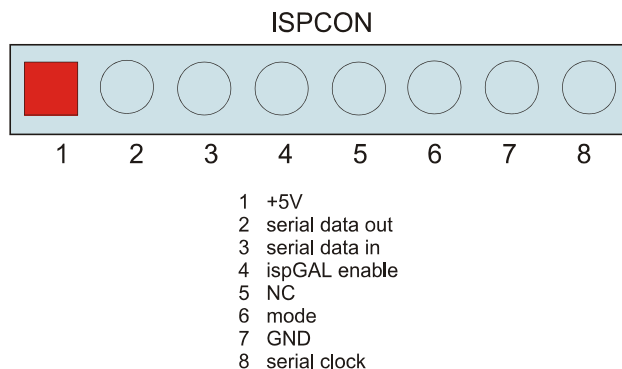 ISPCON
1 2 3 4 5 6 7 8
1 +5V
2 serial data out
3 serial data in
4 ispGAL enable
5 NC
6 mode
7 GND
8 serial clock